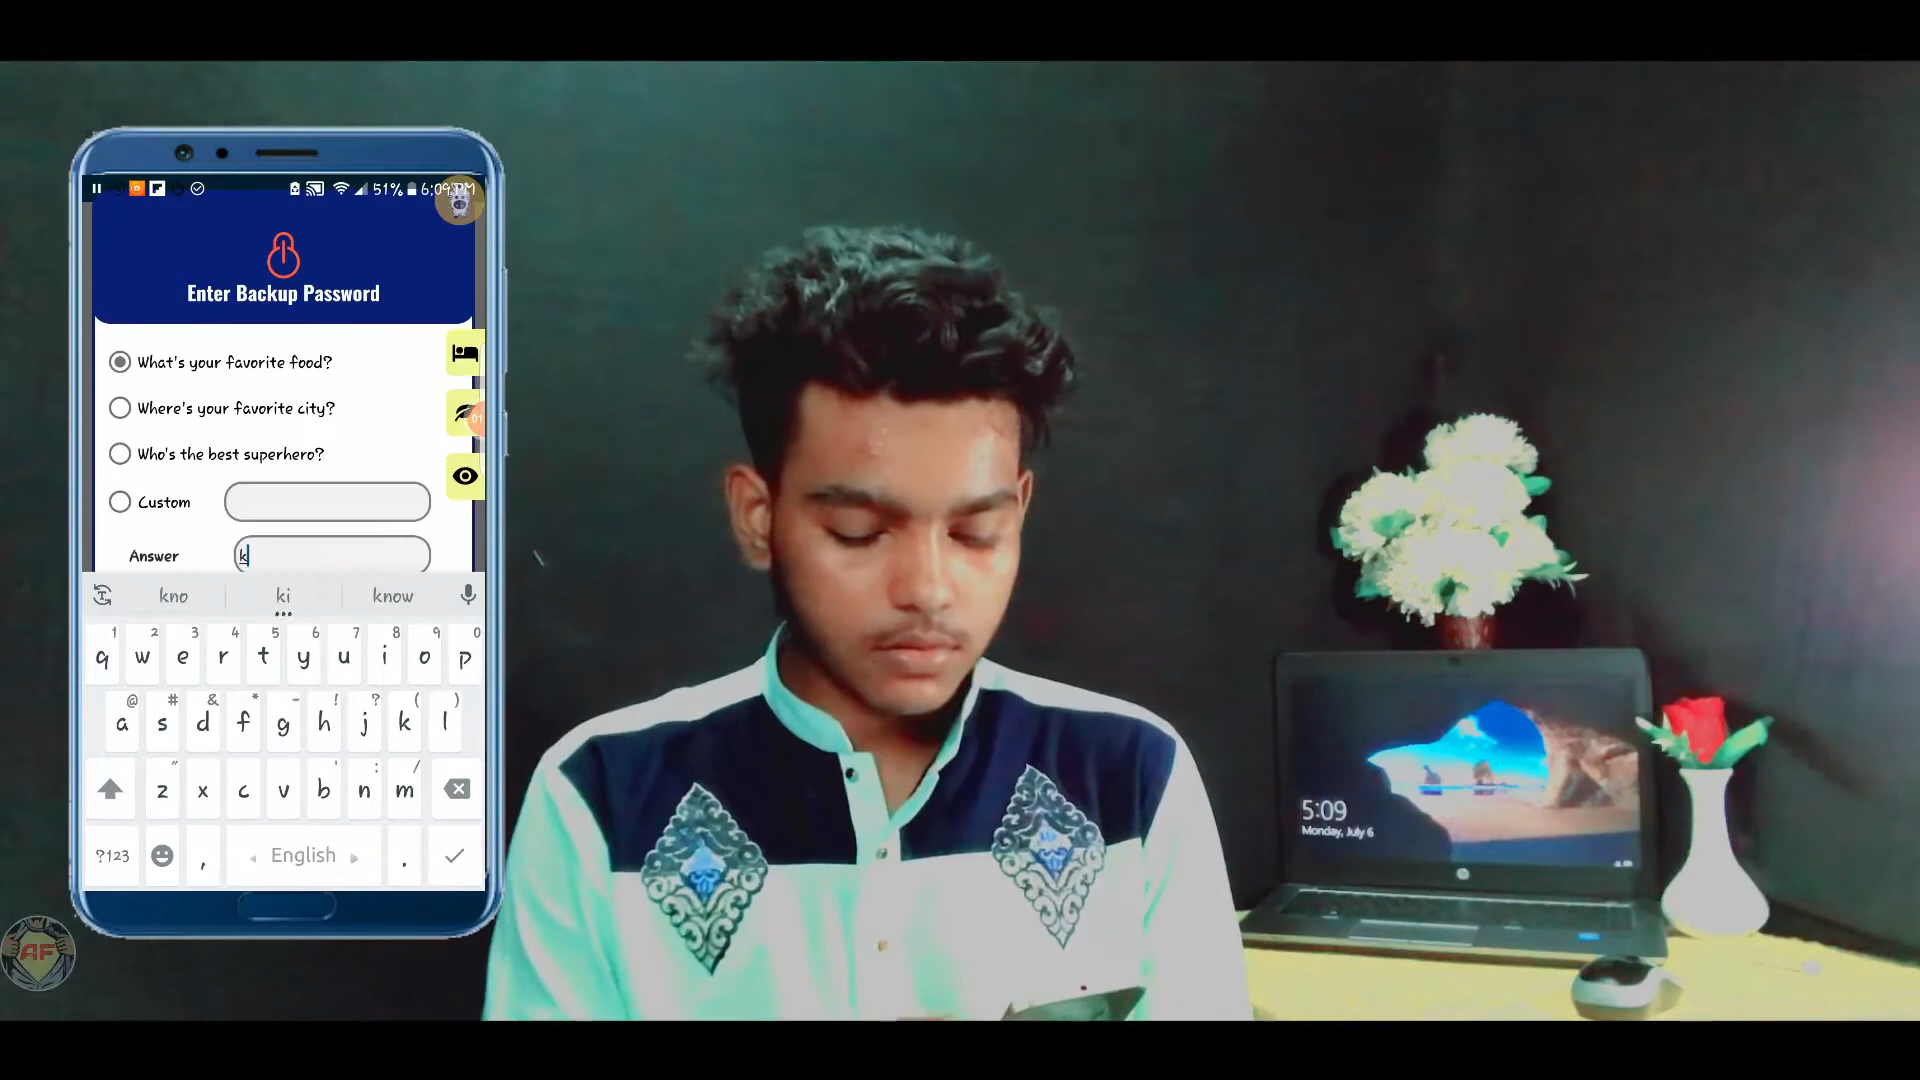 51% 6:09 PM
Enter Backup Password
What's your favorite food?
Where's your favorite city?
Who's the best superhero?
Custom
Answer k
01
kno ki know
1 2 3 4 5 6 7 8 9 0
q w e r t y u i o p
@ # & * - ! ? ( )
a s d f g h j k l
" ' : /
z x c v b n m
?123 , English .
5:09
Monday, July 6
hp
AF